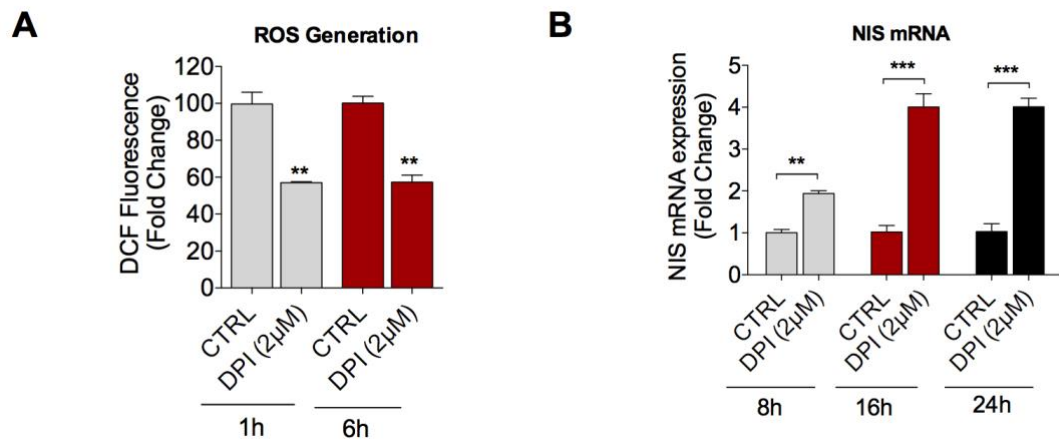 A
ROS Generation
DCF Fluorescence
(Fold Change)
120
100
80
60
40
20
0
**
**
CTRL
DPI (2µM)
CTRL
DPI (2µM)
1h
6h
B
NIS mRNA
NIS mRNA expression
(Fold Change)
5
4
3
2
1
0
**
***
***
CTRL
DPI (2µM)
CTRL
DPI (2µM)
CTRL
DPI (2µM)
8h
16h
24h